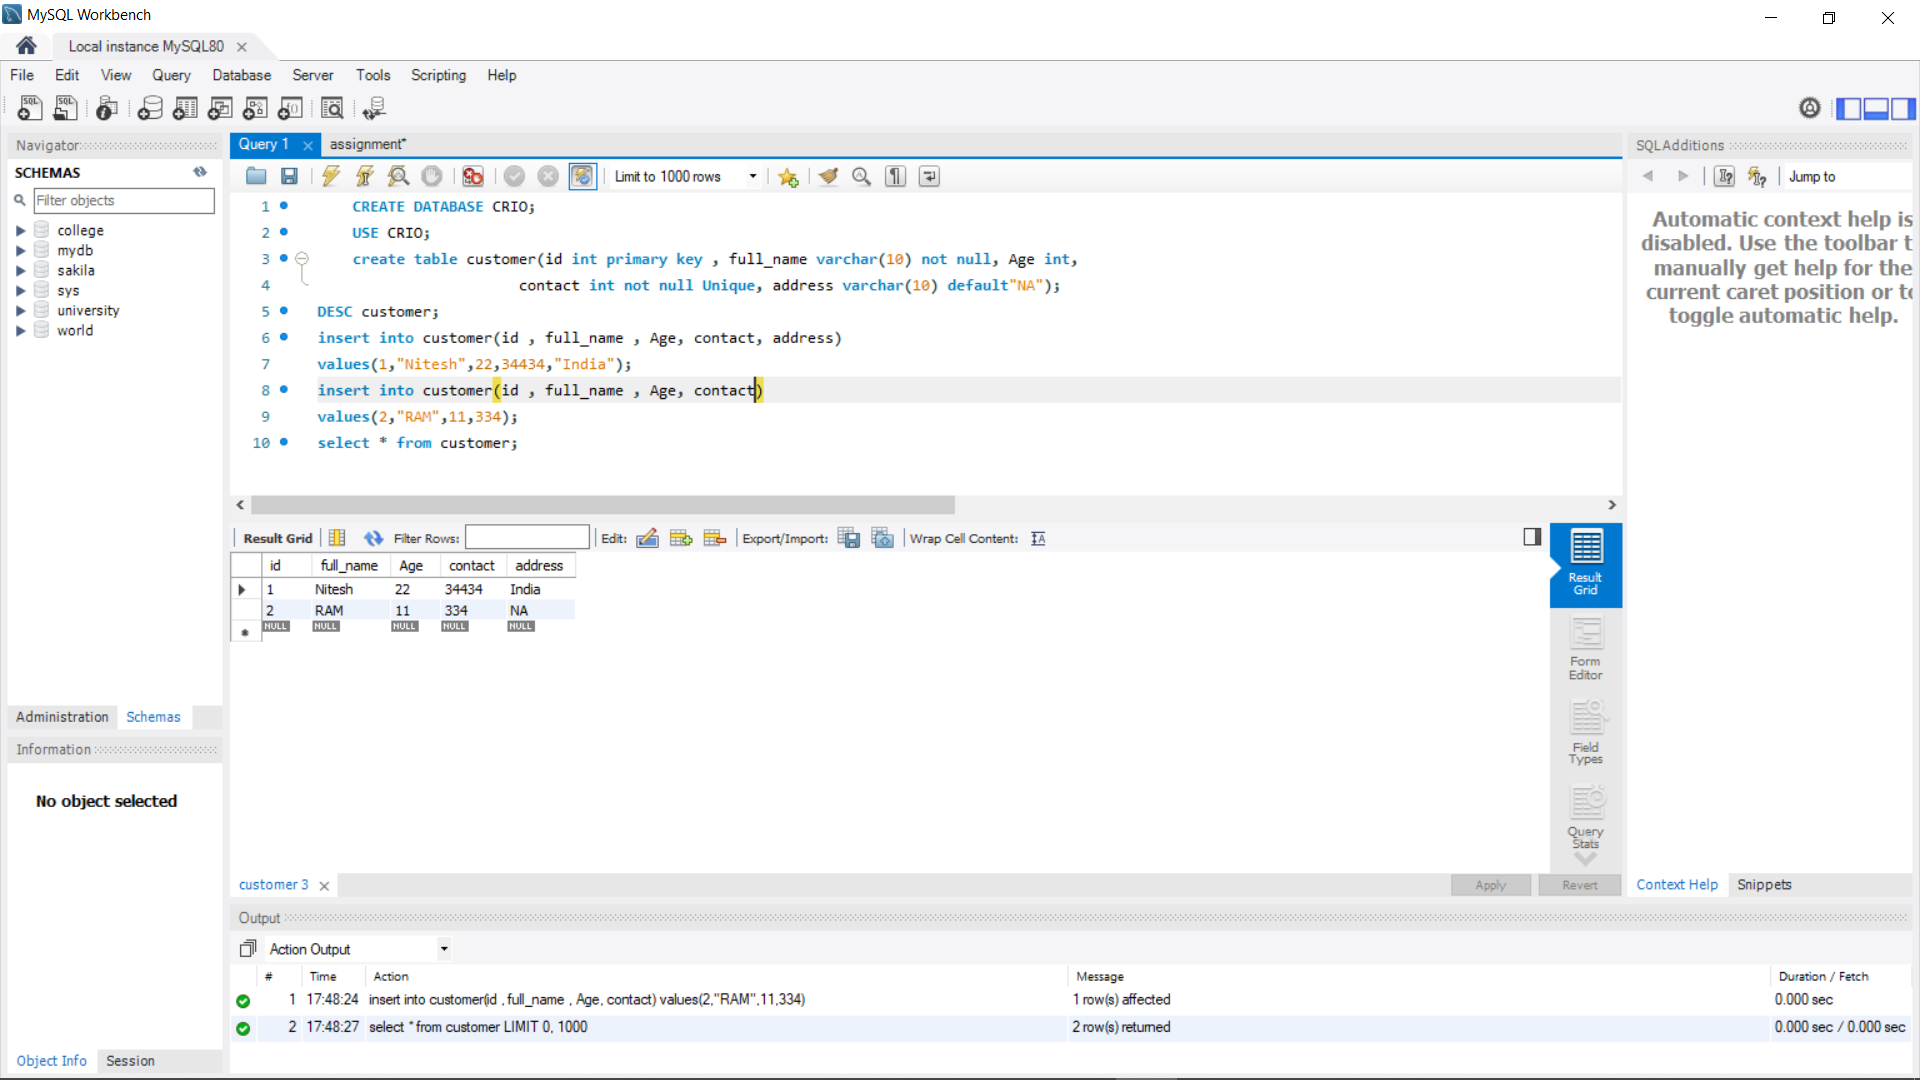 MySQL Workbench
Local instance MySQL80
File Edit View Query Database Server Tools Scripting Help
Navigator
SCHEMAS
Filter objects
college
mydb
sakila
sys
university
world
Administration Schemas
Information
No object selected
Object Info Session
Query 1 assignment*
Limit to 1000 rows
1 CREATE DATABASE CRIO;
2 USE CRIO;
3 create table customer(id int primary key , full_name varchar(10) not null, Age int,
4 contact int not null Unique, address varchar(10) default"NA");
5 DESC customer;
6 insert into customer(id , full_name , Age, contact, address)
7 values(1,"Nitesh",22,34434,"India");
8 insert into customer(id , full_name , Age, contact)
9 values(2,"RAM",11,334);
10 select * from customer;
Result Grid Filter Rows: Edit: Export/Import: Wrap Cell Content:
id full_name Age contact address
1 Nitesh 22 34434 India
2 RAM 11 334 NA
NULL NULL NULL NULL NULL
Result
Grid
Form
Editor
Field
Types
Query
Stats
customer 3
Apply Revert
SQLAdditions
Jump to
Automatic context help is
disabled. Use the toolbar t
manually get help for the
current caret position or to
toggle automatic help.
Context Help Snippets
Output
Action Output
# Time Action Message Duration / Fetch
1 17:48:24 insert into customer(id , full_name , Age, contact) values(2,"RAM",11,334) 1 row(s) affected 0.000 sec
2 17:48:27 select * from customer LIMIT 0, 1000 2 row(s) returned 0.000 sec / 0.000 sec